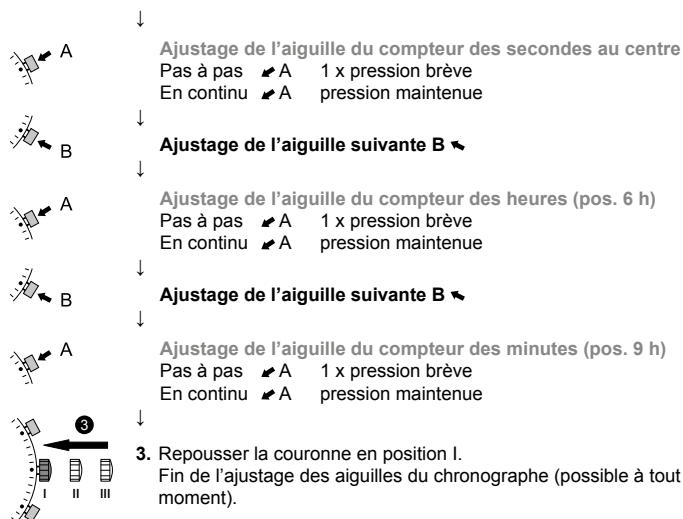 ↓
A
Ajustage de l’aiguille du compteur des secondes au centre
Pas à pas ↙ A 1 x pression brève
En continu ↙ A pression maintenue
↓
B
Ajustage de l’aiguille suivante B ↖
↓
A
Ajustage de l’aiguille du compteur des heures (pos. 6 h)
Pas à pas ↙ A 1 x pression brève
En continu ↙ A pression maintenue
↓
B
Ajustage de l’aiguille suivante B ↖
↓
A
Ajustage de l’aiguille du compteur des minutes (pos. 9 h)
Pas à pas ↙ A 1 x pression brève
En continu ↙ A pression maintenue
↓
3
I II III
3. Repousser la couronne en position I.
Fin de l’ajustage des aiguilles du chronographe (possible à tout
moment).